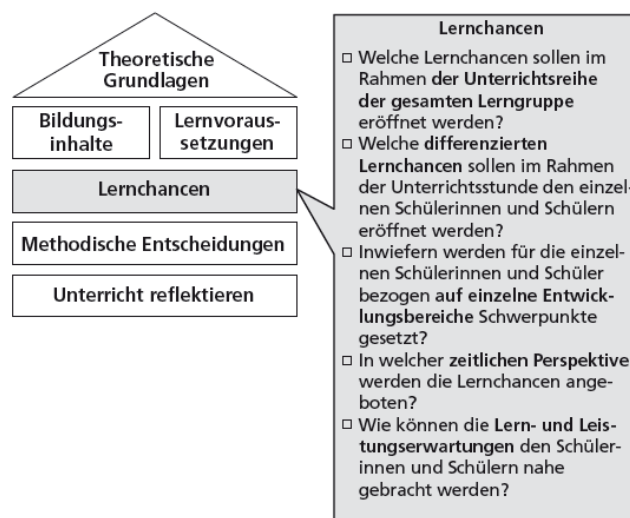 Theoretische
Grundlagen
Bildungs-
inhalte
Lernvoraus-
setzungen
Lernchancen
Methodische Entscheidungen
Unterricht reflektieren
Lernchancen
□ Welche Lernchancen sollen im
Rahmen der Unterrichtsreihe
der gesamten Lerngruppe
eröffnet werden?
□ Welche differenzierten
Lernchancen sollen im Rahmen
der Unterrichtsstunde den einzel-
nen Schülerinnen und Schülern
eröffnet werden?
□ Inwiefern werden für die einzel-
nen Schülerinnen und Schüler
bezogen auf einzelne Entwick-
lungsbereiche Schwerpunkte
gesetzt?
□ In welcher zeitlichen Perspektive
werden die Lernchancen ange-
boten?
□ Wie können die Lern- und Leis-
tungserwartungen den Schüler-
innen und Schülern nahe
gebracht werden?